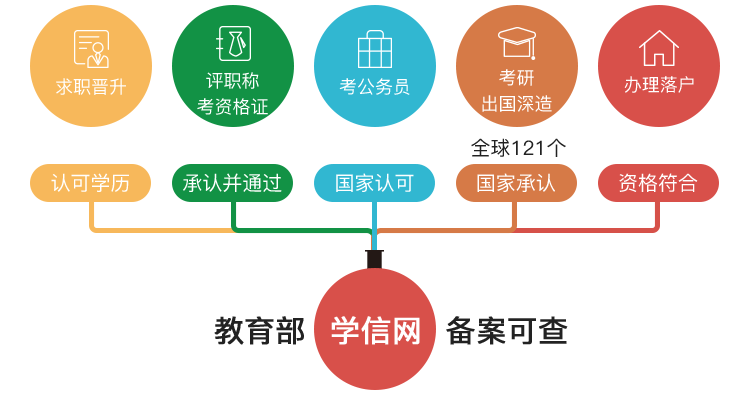 求职晋升
评职称
考资格证
考公务员
考研
出国深造
办理落户
全球121个
认可学历
承认并通过
国家认可
国家承认
资格符合
教育部 学信网 备案可查